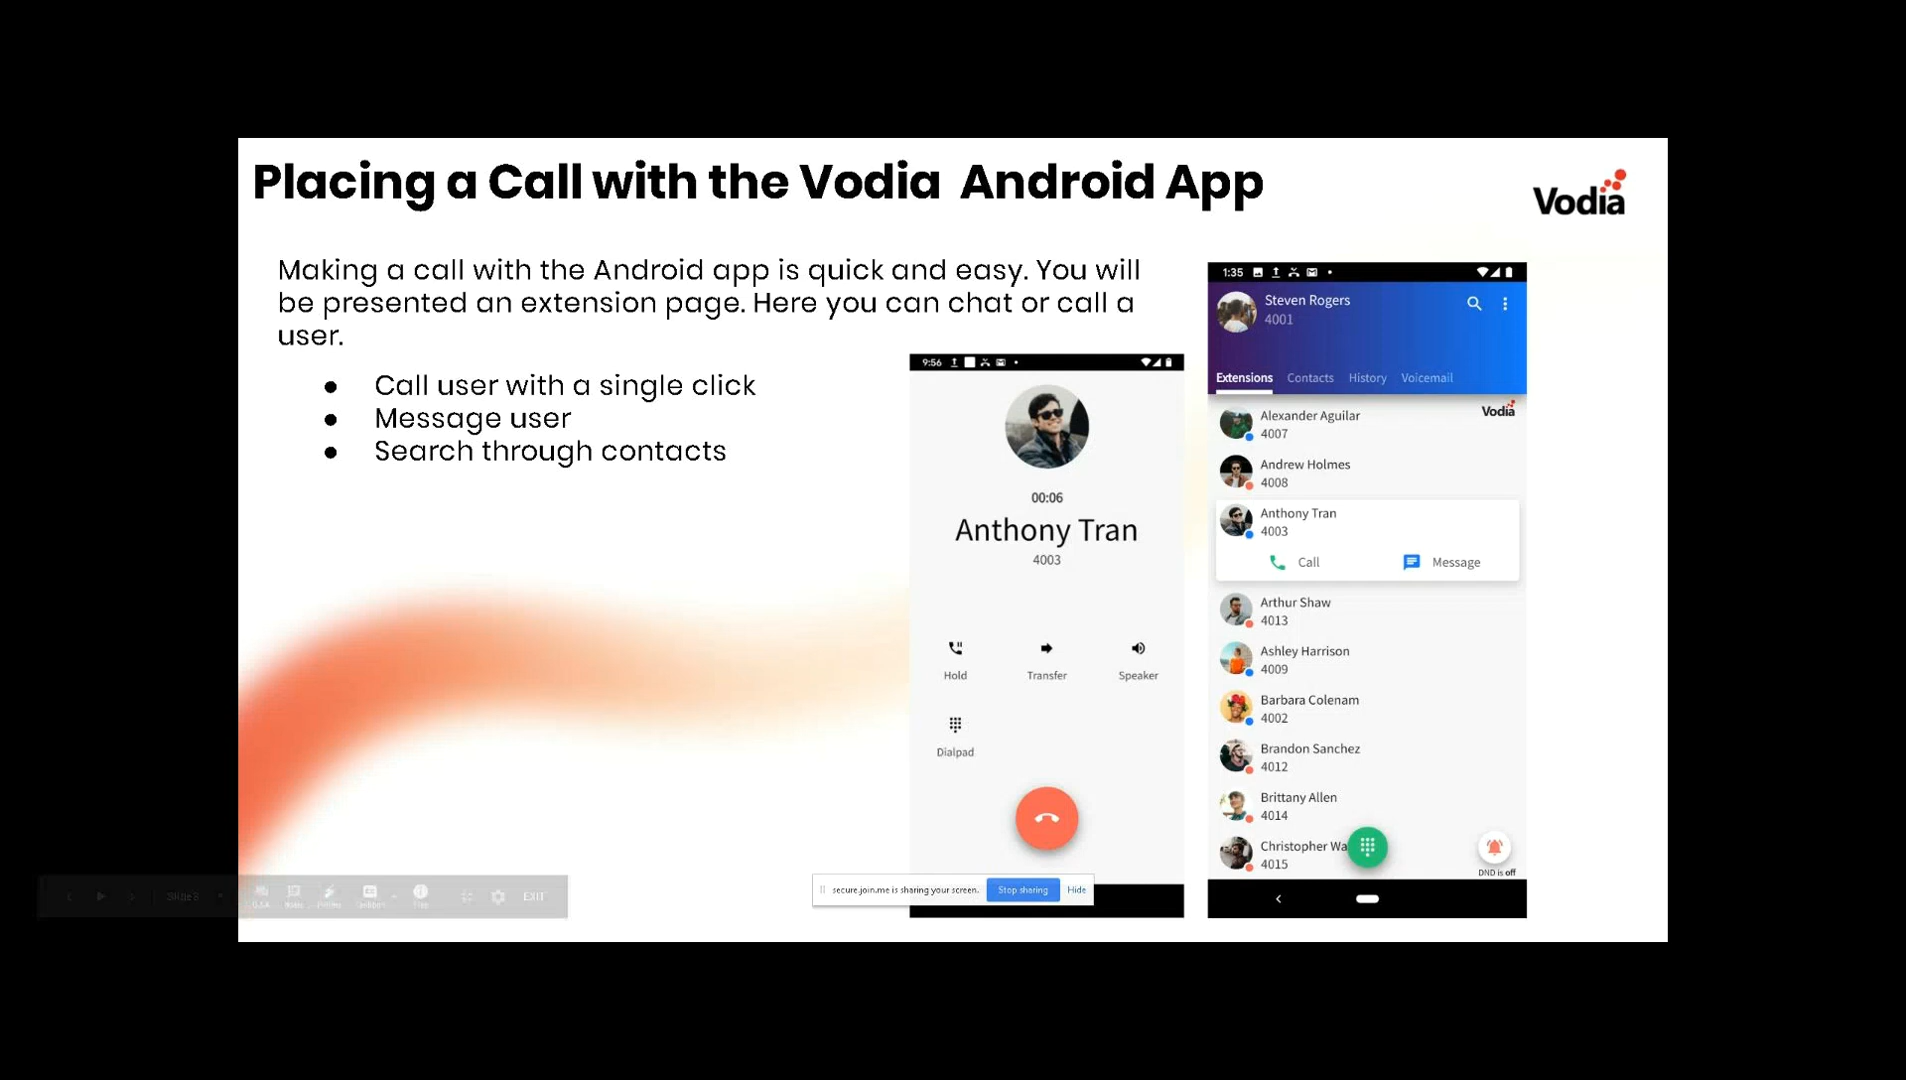 Placing a Call with the Vodia Android App
Vodia
Making a call with the Android app is quick and easy. You will
be presented an extension page. Here you can chat or call a
user.
● Call user with a single click
● Message user
● Search through contacts
9:56
00:06
Anthony Tran
4003
Hold
Transfer
Speaker
Dialpad
1:35
Steven Rogers
4001
Extensions Contacts History Voicemail
Vodia
Alexander Aguilar
4007
Andrew Holmes
4008
Anthony Tran
4003
Call Message
Arthur Shaw
4013
Ashley Harrison
4009
Barbara Colenam
4002
Brandon Sanchez
4012
Brittany Allen
4014
Christopher Wa
4015
DND is off
secure.join.me is sharing your screen. Stop sharing Hide
EXIT